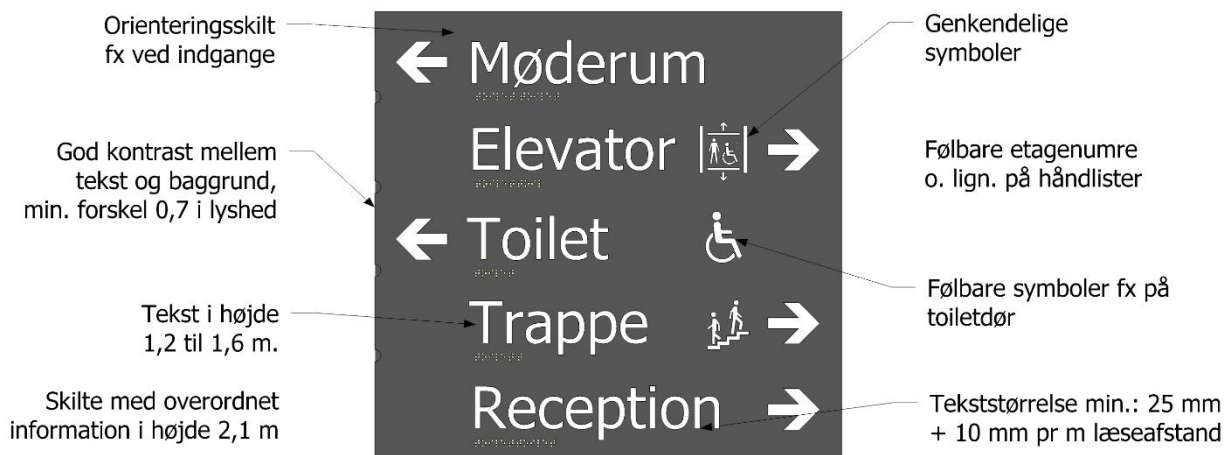 Orienteringsskilt
fx ved indgange
God kontrast mellem
tekst og baggrund,
min. forskel 0,7 i lyshed
Tekst i højde
1,2 til 1,6 m.
Skilte med overordnet
information i højde 2,1 m
Møderum
Elevator
Toilet
Trappe
Reception
Genkendelige
symboler
Følbare etagenumre
o. lign. på håndlister
Følbare symboler fx på
toiletdør
Tekststørrelse min.: 25 mm
+ 10 mm pr m læseafstand